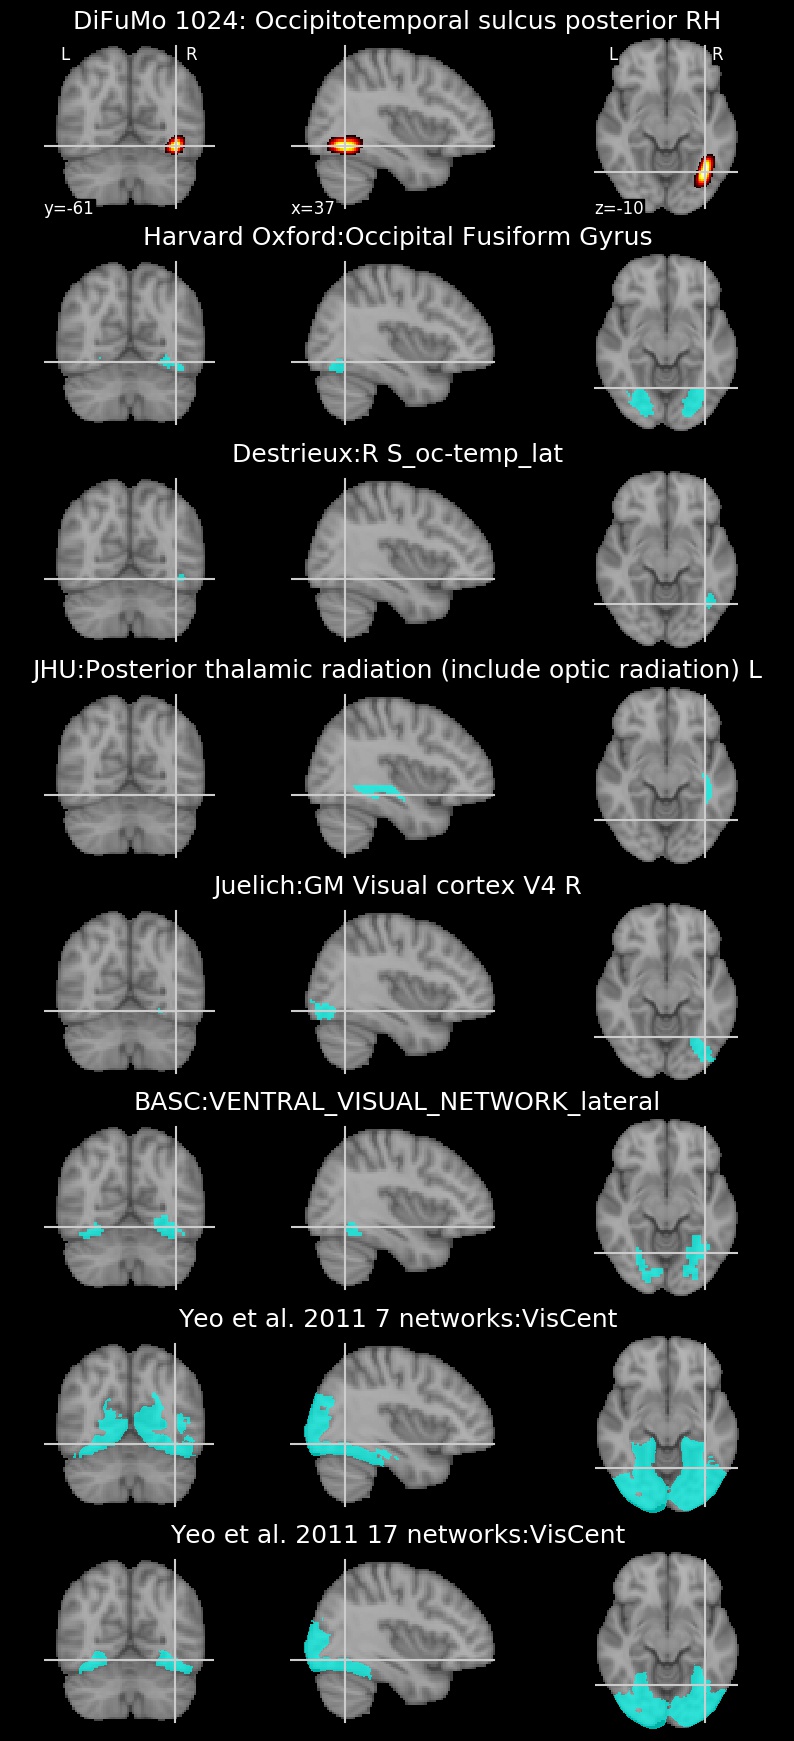 DiFuMo 1024: Occipitotemporal sulcus posterior RH
L R L R
y=-61 x=37 z=-10
Harvard Oxford:Occipital Fusiform Gyrus
Destrieux:R S_oc-temp_lat
JHU:Posterior thalamic radiation (include optic radiation) L
Juelich:GM Visual cortex V4 R
BASC:VENTRAL_VISUAL_NETWORK_lateral
Yeo et al. 2011 7 networks:VisCent
Yeo et al. 2011 17 networks:VisCent